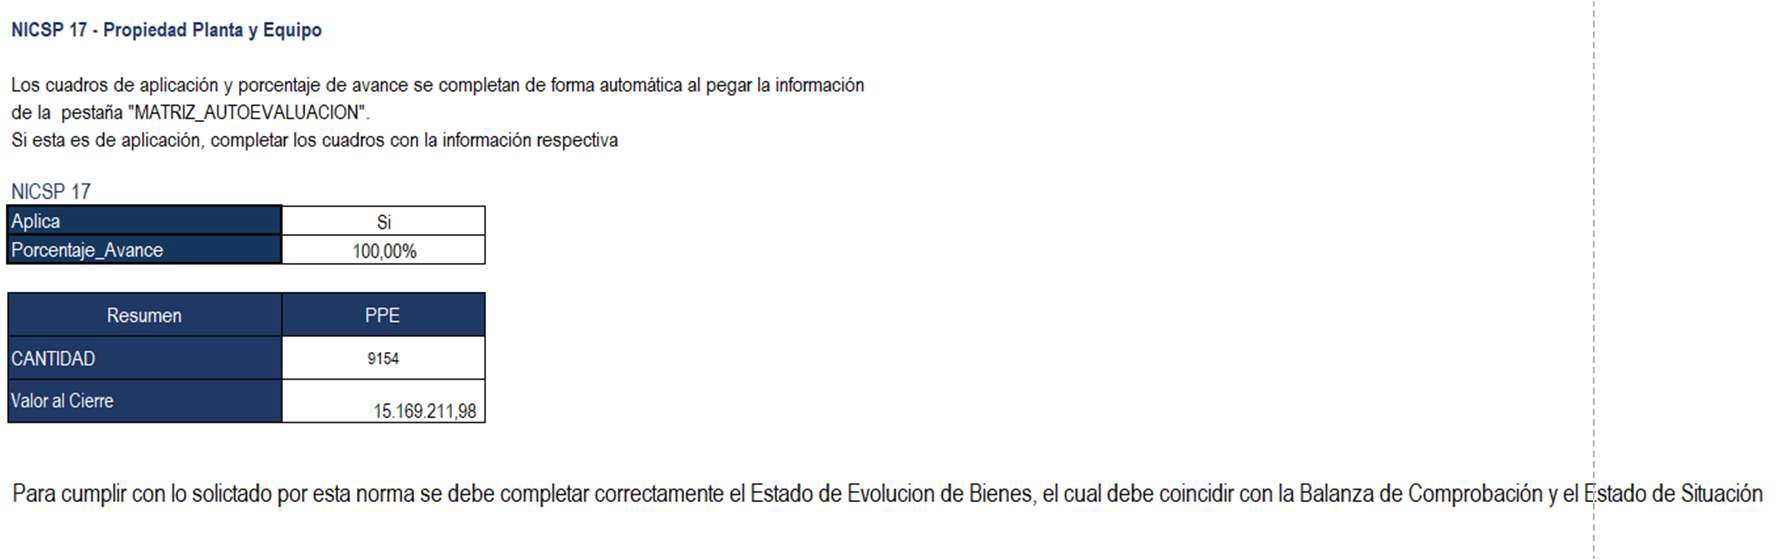 NICSP 17 - Propiedad Planta y Equipo
Los cuadros de aplicación y porcentaje de avance se completan de forma automática al pegar la información
de la pestaña "MATRIZ_AUTOEVALUACION".
Si esta es de aplicación, completar los cuadros con la información respectiva
NICSP 17
Aplica Si
Porcentaje_Avance 100,00%
Resumen PPE
CANTIDAD 9154
Valor al Cierre 15.169.211,98
Para cumplir con lo solictado por esta norma se debe completar correctamente el Estado de Evolucion de Bienes, el cual debe coincidir con la Balanza de Comprobación y el Estado de Situación